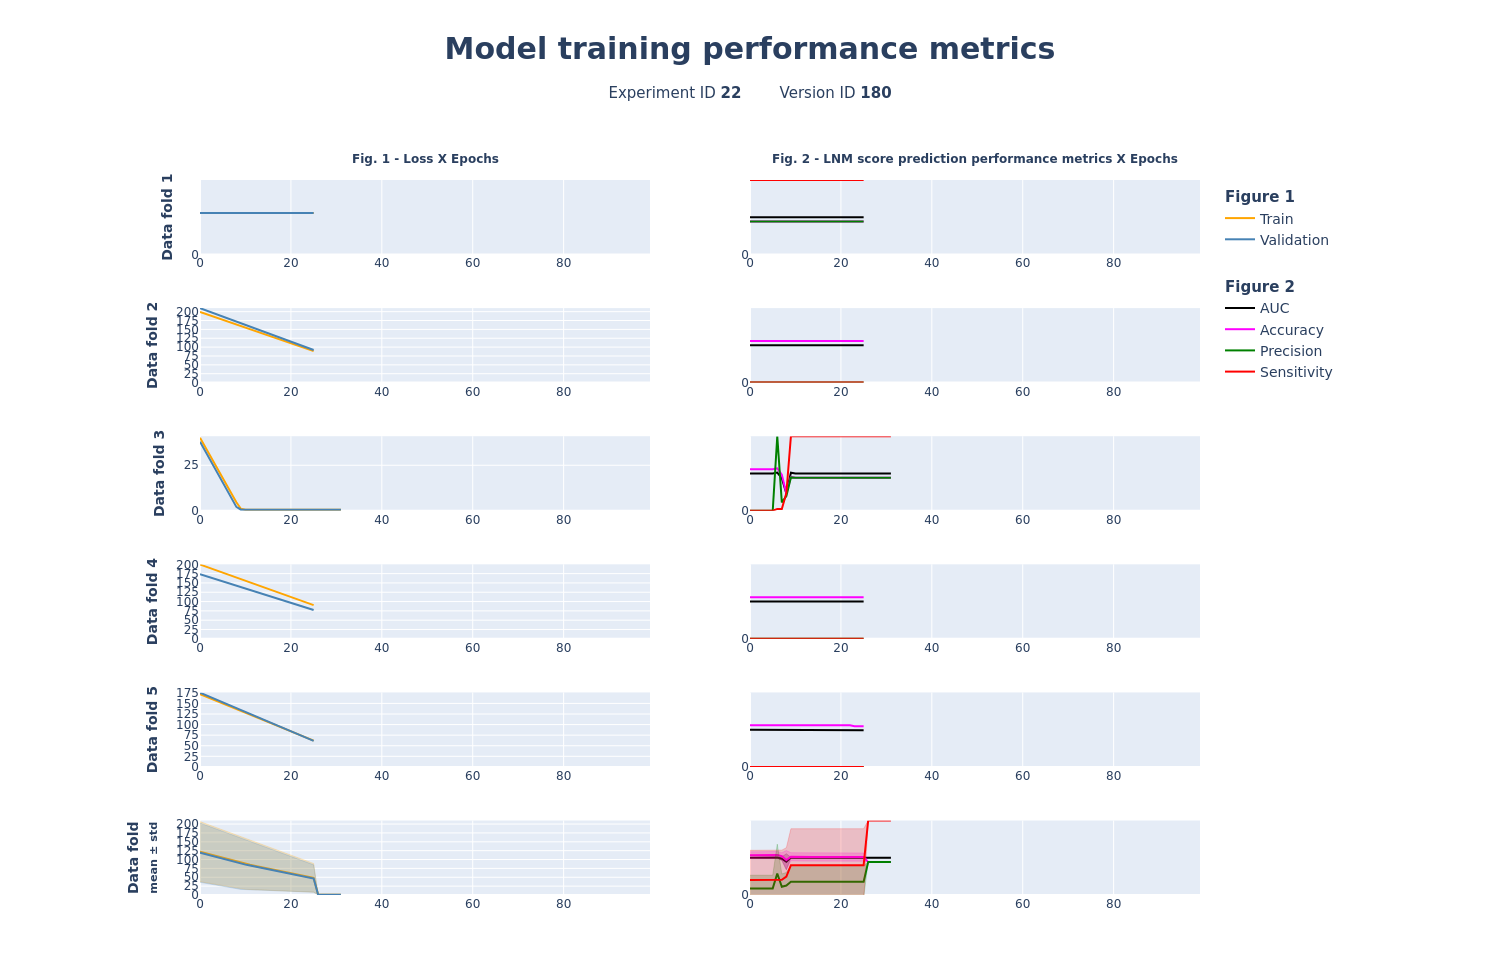 Model training performance metrics
Experiment ID 22 Version ID 180
Fig. 1 - Loss X Epochs
Fig. 2 - LNM score prediction performance metrics X Epochs
Data fold 1
0
0 20 40 60 80
0
0 20 40 60 80
Figure 1
Train
Validation
Figure 2
AUC
Accuracy
Precision
Sensitivity
Data fold 2
200
175
150
125
100
75
50
25
0
0 20 40 60 80
0
0 20 40 60 80
Data fold 3
25
0
0 20 40 60 80
0
0 20 40 60 80
Data fold 4
200
175
150
125
100
75
50
25
0
0 20 40 60 80
0
0 20 40 60 80
Data fold 5
175
150
125
100
75
50
25
0
0 20 40 60 80
0
0 20 40 60 80
Data fold
mean ± std
200
175
150
125
100
75
50
25
0
0 20 40 60 80
0
0 20 40 60 80